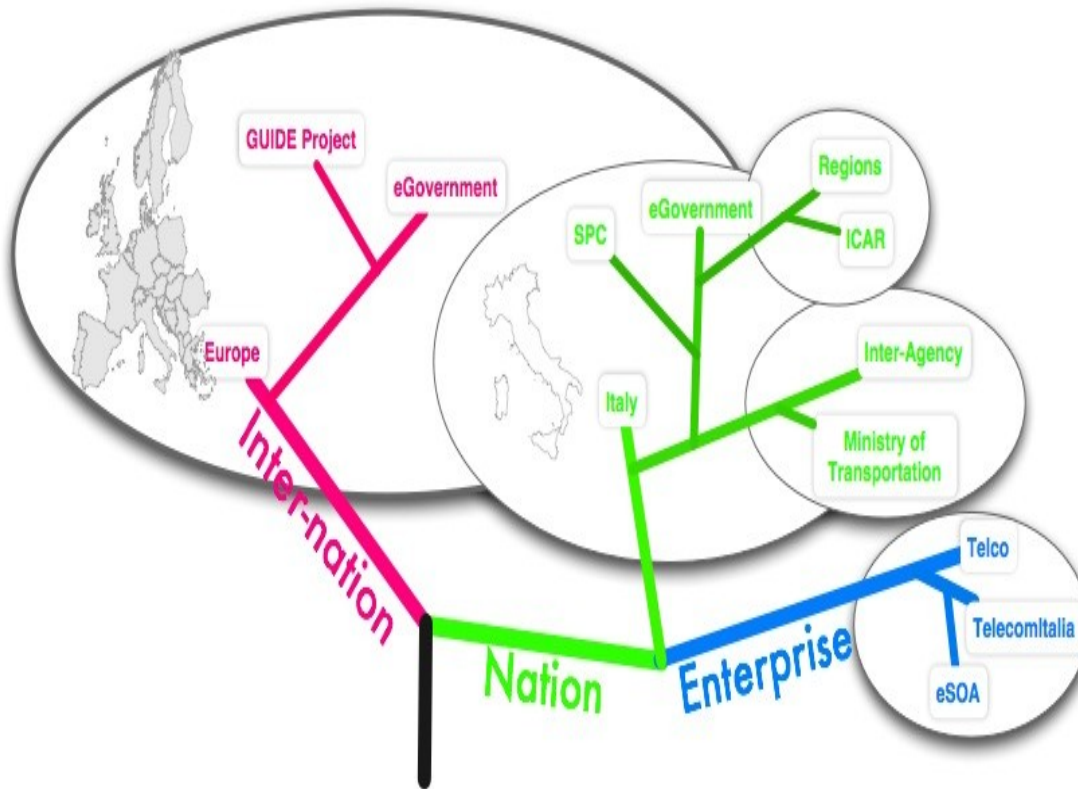 GUIDE Project
eGovernment
Europe
Inter-nation
Regions
eGovernment
ICAR
SPC
Inter-Agency
Italy
Ministry of
Transportation
Nation
Telco
TelecomItalia
eSOA
Enterprise